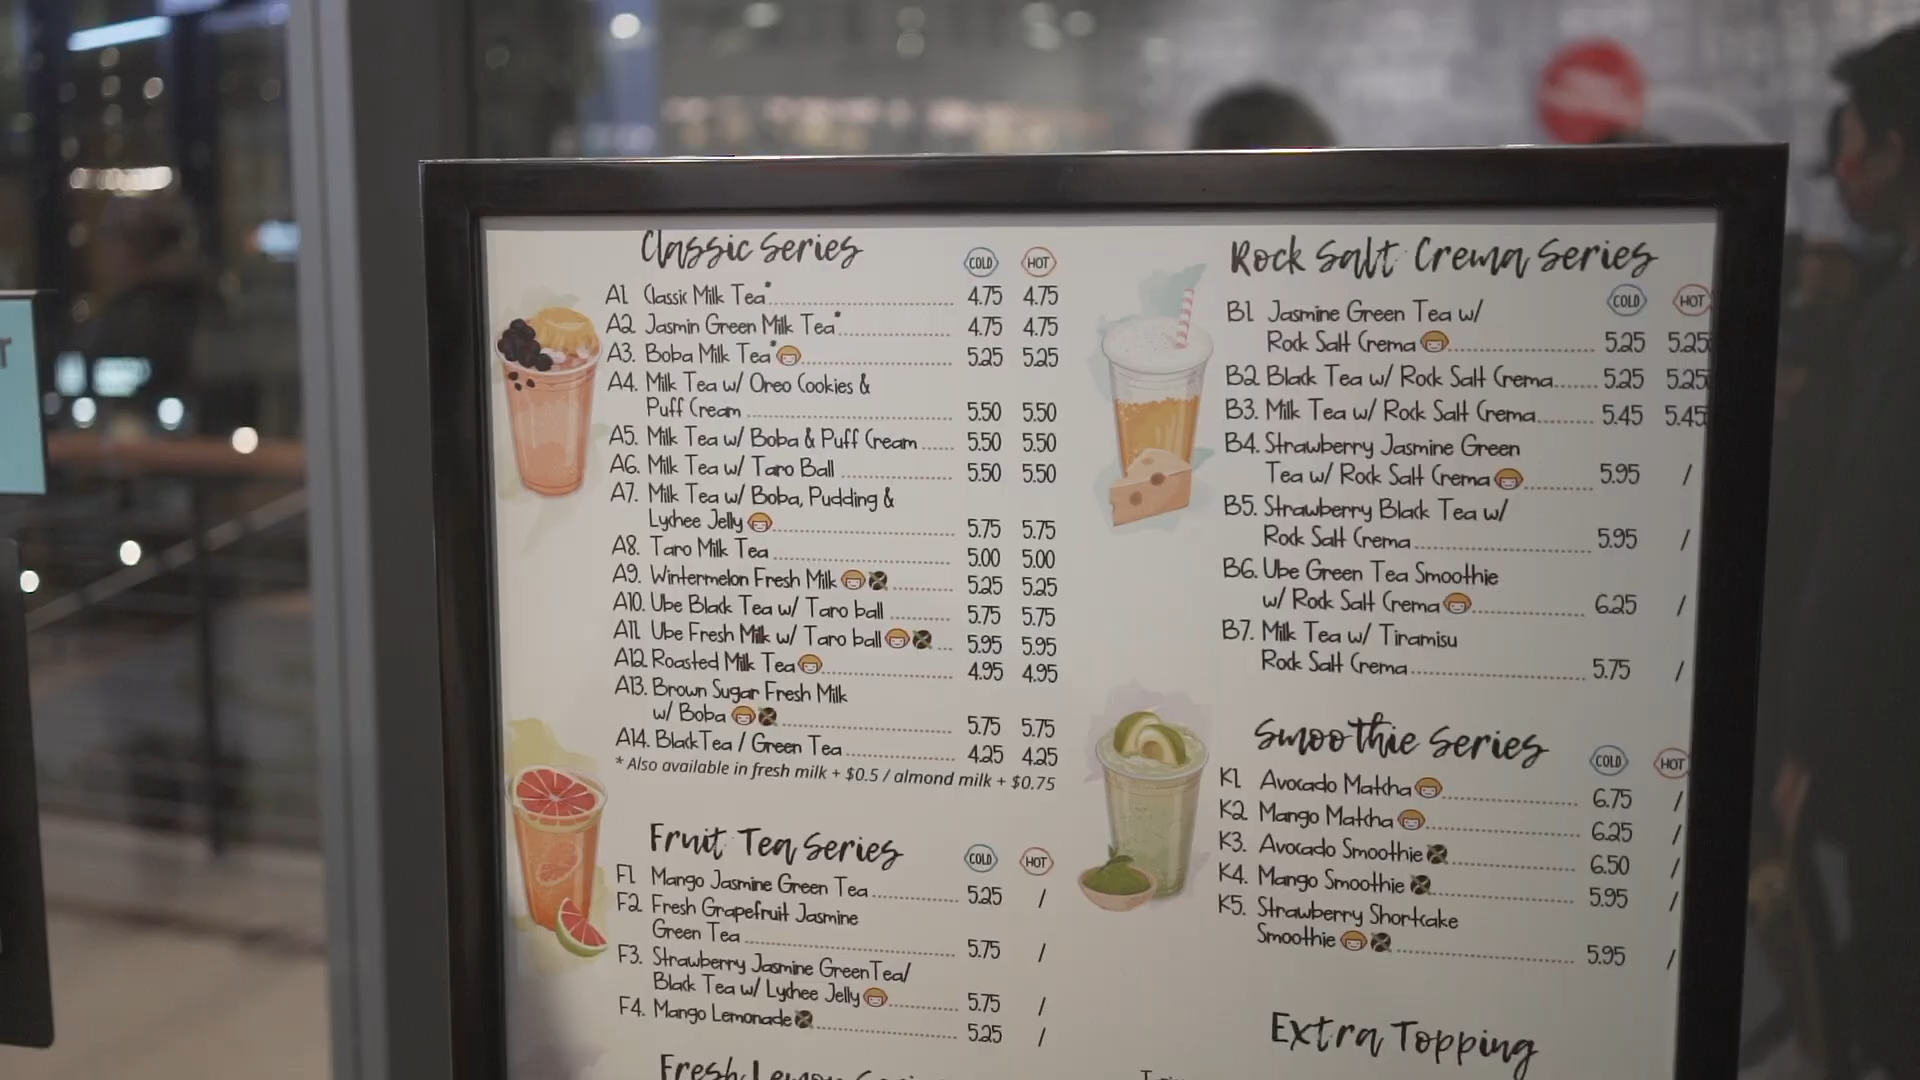 Classic Series
COLD HOT
A1. Classic Milk Tea* 4.75 4.75
A2. Jasmin Green Milk Tea* 4.75 4.75
A3. Boba Milk Tea* 5.25 5.25
A4. Milk Tea w/ Oreo Cookies &
Puff Cream 5.50 5.50
A5. Milk Tea w/ Boba & Puff Cream 5.50 5.50
A6. Milk Tea w/ Taro Ball 5.50 5.50
A7. Milk Tea w/ Boba, Pudding &
Lychee Jelly 5.75 5.75
A8. Taro Milk Tea 5.00 5.00
A9. Wintermelon Fresh Milk 5.25 5.25
A10. Ube Black Tea w/ Taro ball 5.75 5.75
A11. Ube Fresh Milk w/ Taro ball 5.95 5.95
A12. Roasted Milk Tea 4.95 4.95
A13. Brown Sugar Fresh Milk
w/ Boba 5.75 5.75
A14. Black Tea / Green Tea 4.25 4.25
* Also available in fresh milk + $0.5 / almond milk + $0.75
Fruit Tea Series
COLD HOT
F1. Mango Jasmine Green Tea 5.25 /
F2. Fresh Grapefruit Jasmine
Green Tea 5.75 /
F3. Strawberry Jasmine Green Tea/
Black Tea w/ Lychee Jelly 5.75 /
F4. Mango Lemonade 5.25 /
Fresh Lemon
Rock Salt Crema Series
COLD HOT
B1. Jasmine Green Tea w/
Rock Salt Crema 5.25 5.25
B2. Black Tea w/ Rock Salt Crema 5.25 5.25
B3. Milk Tea w/ Rock Salt Crema 5.45 5.45
B4. Strawberry Jasmine Green
Tea w/ Rock Salt Crema 5.95 /
B5. Strawberry Black Tea w/
Rock Salt Crema 5.95 /
B6. Ube Green Tea Smoothie
w/ Rock Salt Crema 6.25 /
B7. Milk Tea w/ Tiramisu
Rock Salt Crema 5.75 /
Smoothie Series
COLD HOT
K1. Avocado Matcha 6.75 /
K2. Mango Matcha 6.25 /
K3. Avocado Smoothie 6.50 /
K4. Mango Smoothie 5.95 /
K5. Strawberry Shortcake
Smoothie 5.95 /
Extra Topping